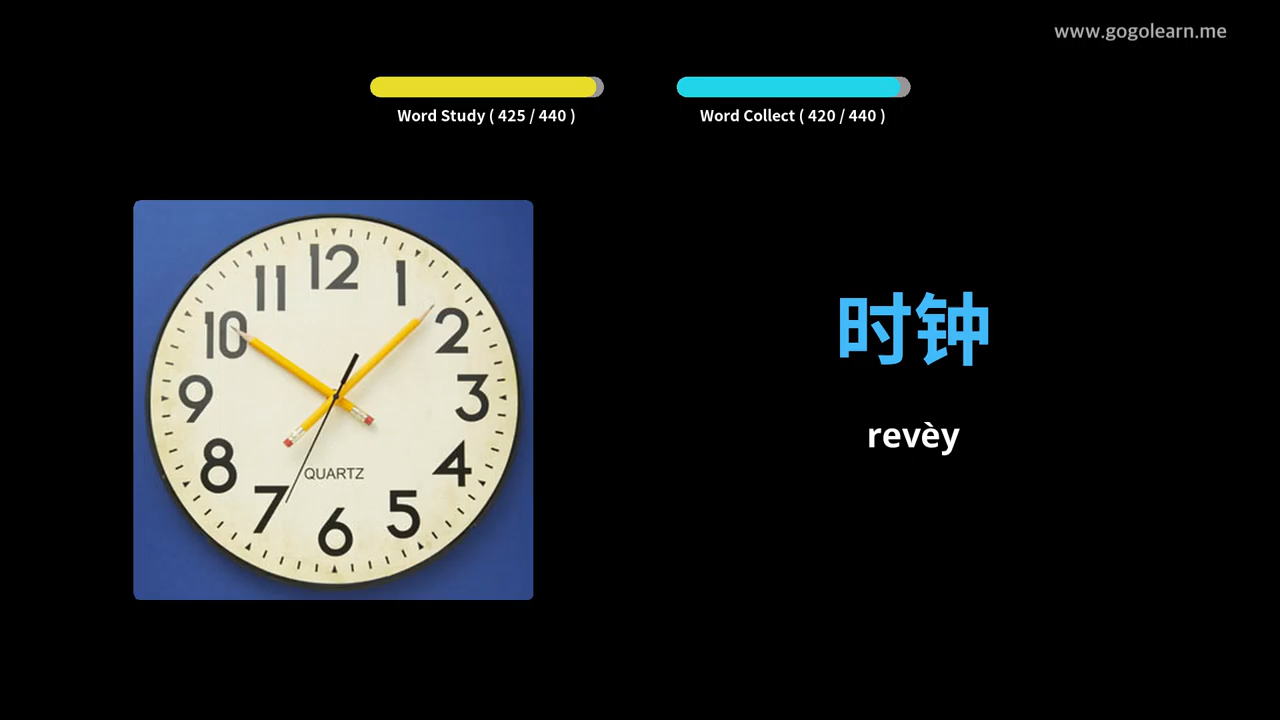 www.gogolearn.me
Word Study ( 425 / 440 )
Word Collect ( 420 / 440 )
12
11
1
10
2
9
3
8
4
QUARTZ
7
5
6
时钟
revèy